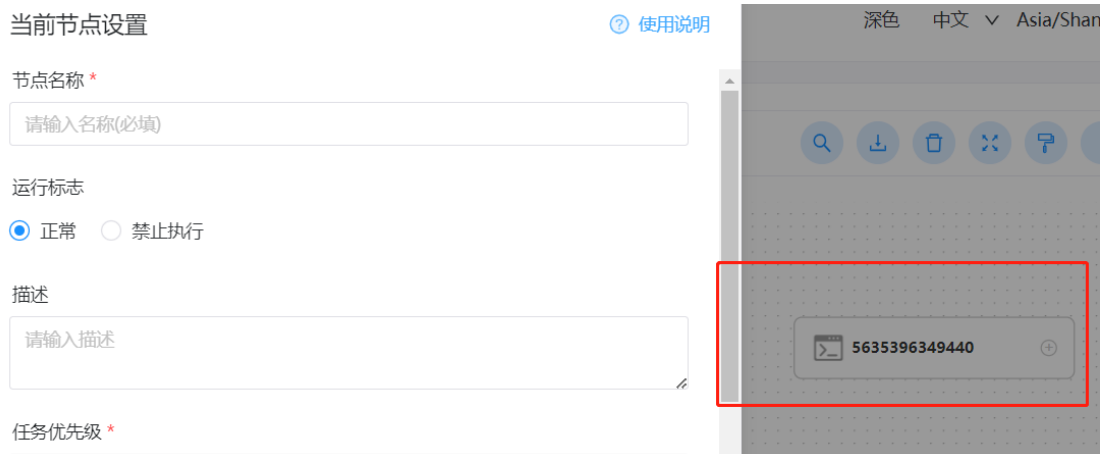 当前节点设置
使用说明
深色 中文 Asia/Shan
节点名称 *
请输入名称(必填)
运行标志
正常 禁止执行
描述
请输入描述
5635396349440
任务优先级 *